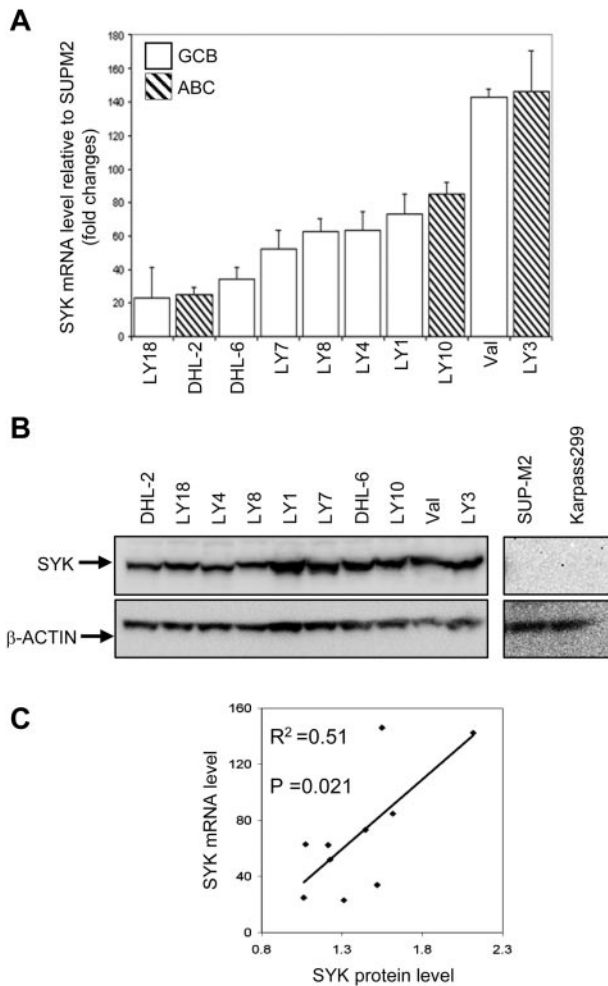 A
SYK mRNA level relative to SUPM2
(fold changes)
180
160
140
120
100
80
60
40
20
0
GCB
ABC
LY18
DHL-2
DHL-6
LY7
LY8
LY4
LY1
LY10
Val
LY3
B
DHL-2
LY18
LY4
LY8
LY1
LY7
DHL-6
LY10
Val
LY3
SUP-M2
Karpass299
SYK
β-ACTIN
C
SYK mRNA level
160
120
80
40
0
R² =0.51
P =0.021
0.8
1.3
1.8
2.3
SYK protein level